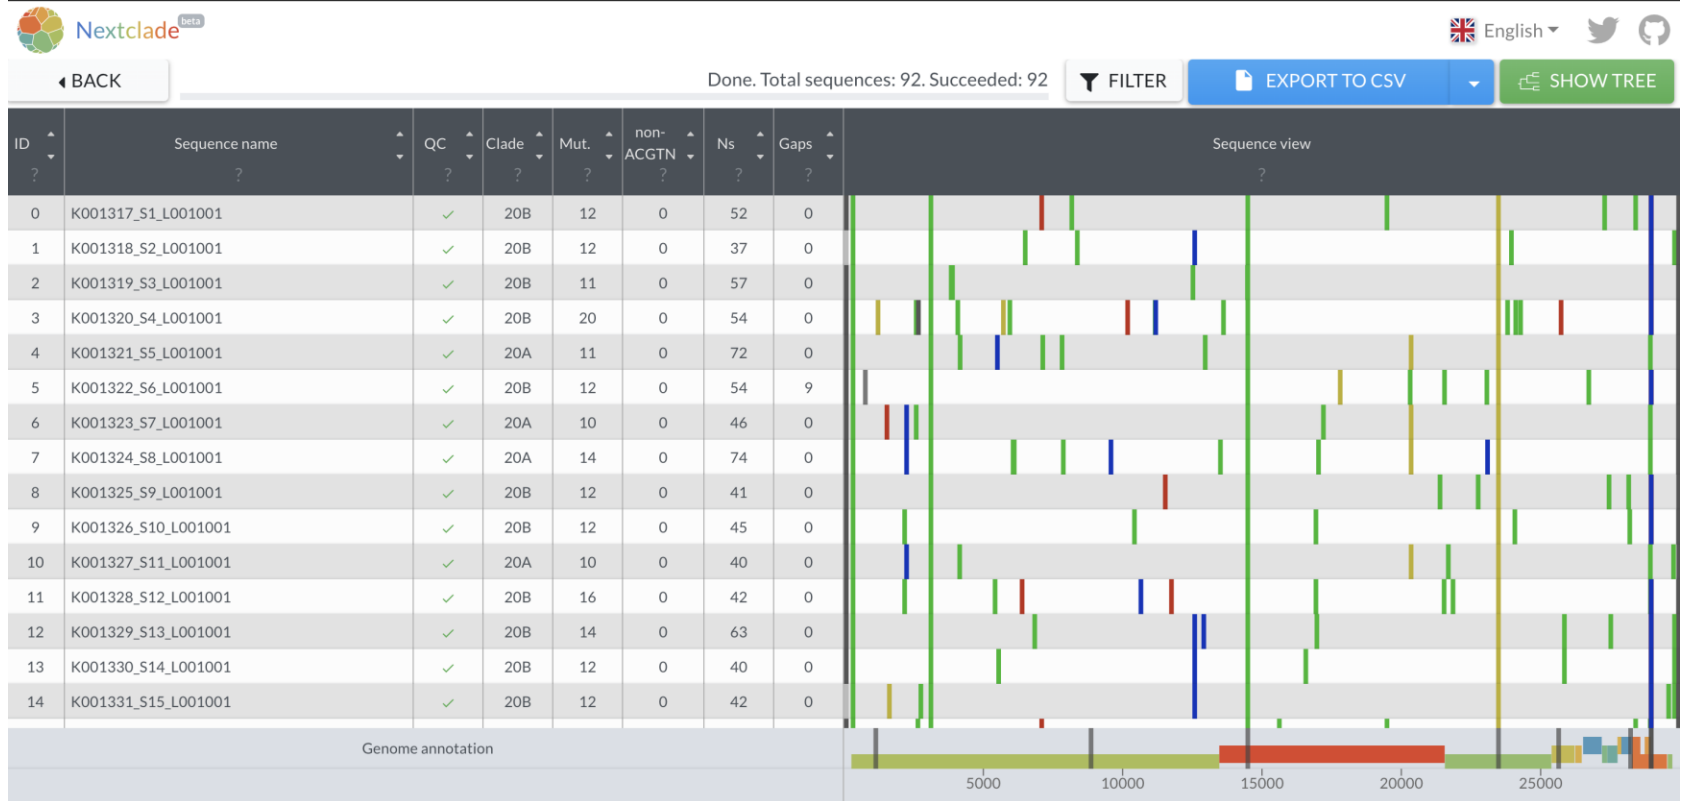 Nextclade beta
English
BACK
Done. Total sequences: 92. Succeeded: 92
FILTER
EXPORT TO CSV
SHOW TREE
ID Sequence name QC Clade Mut. non-ACGTN Ns Gaps Sequence view
? ? ? ? ? ? ? ? ?
0 K001317_S1_L001001 20B 12 0 52 0
1 K001318_S2_L001001 20B 12 0 37 0
2 K001319_S3_L001001 20B 11 0 57 0
3 K001320_S4_L001001 20B 20 0 54 0
4 K001321_S5_L001001 20A 11 0 72 0
5 K001322_S6_L001001 20B 12 0 54 9
6 K001323_S7_L001001 20A 10 0 46 0
7 K001324_S8_L001001 20A 14 0 74 0
8 K001325_S9_L001001 20B 12 0 41 0
9 K001326_S10_L001001 20B 12 0 45 0
10 K001327_S11_L001001 20A 10 0 40 0
11 K001328_S12_L001001 20B 16 0 42 0
12 K001329_S13_L001001 20B 14 0 63 0
13 K001330_S14_L001001 20B 12 0 40 0
14 K001331_S15_L001001 20B 12 0 42 0
Genome annotation
5000 10000 15000 20000 25000